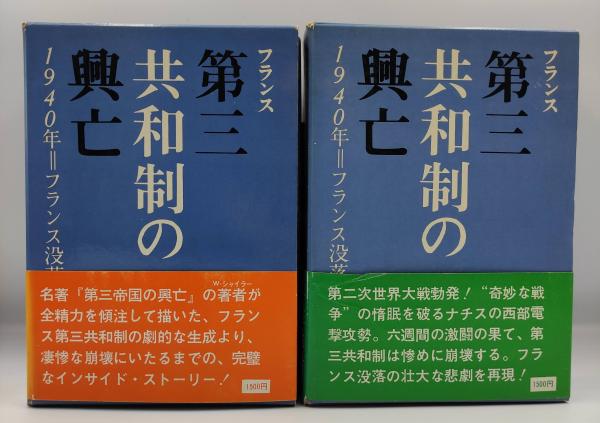 フランス
第三
共和制の
興亡
1940年=フランス没落
W・シャイラー
名著『第三帝国の興亡』の著者が
全精力を傾注して描いた、フラン
ス第三共和制の劇的な生成より、
凄惨な崩壊にいたるまでの、完璧
なインサイド・ストーリー!
1500円
フランス
第三
共和制の
興亡
1940年=フランス没落
第二次世界大戦勃発!“奇妙な戦
争”の惰眠を破るナチスの西部電
撃攻勢。六週間の激闘の果て、第
三共和制は惨めに崩壊する。フラ
ンス没落の壮大な悲劇を再現!
1500円